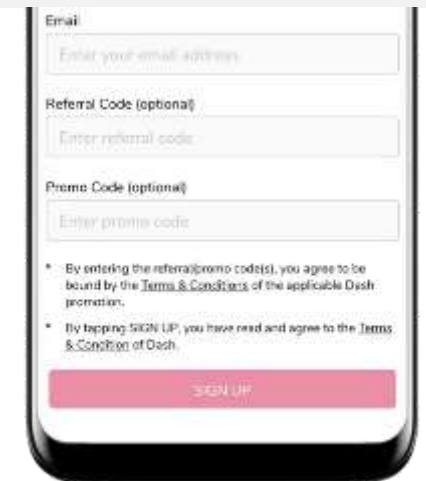 Email
Enter your email address
Referral Code (optional)
Enter referral code
Promo Code (optional)
Enter promo code
* By entering the referral/promo code(s), you agree to be
bound by the Terms & Conditions of the applicable Dash
promotion.
* By tapping SIGN UP, you have read and agree to the Terms
& Condition of Dash.
SIGN UP